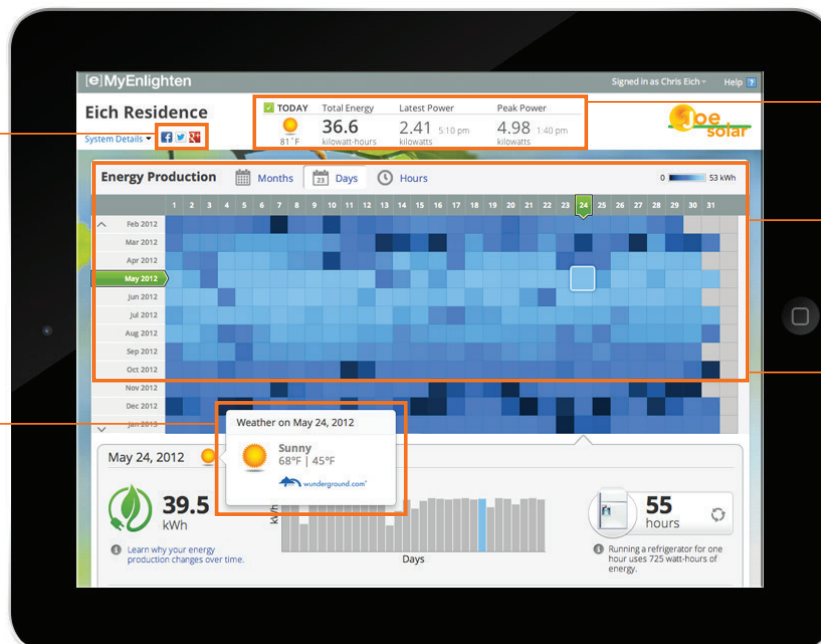 [e]MyEnlighten
Signed in as Chris Eich
Help ?
Eich Residence
System Details
TODAY Total Energy Latest Power Peak Power
36.6 2.41 5:10 pm 4.98 1:40 pm
81°F kilowatt-hours kilowatts kilowatts
pe solar
Energy Production Months 23 Days Hours 0 53 kWh
1 2 3 4 5 6 7 8 9 10 11 12 13 14 15 16 17 18 19 20 21 22 23 24 25 26 27 28 29 30 31
Feb 2012
Mar 2012
Apr 2012
May 2012
Jun 2012
Jul 2012
Aug 2012
Sep 2012
Oct 2012
Nov 2012
Dec 2012
Jan 2013
Weather on May 24, 2012
Sunny
68°F | 45°F
wunderground.com
May 24, 2012
39.5
kWh
Learn why your energy
production changes over time.
kWh
Days
55
hours
Running a refrigerator for one
hour uses 725 watt-hours of
energy.